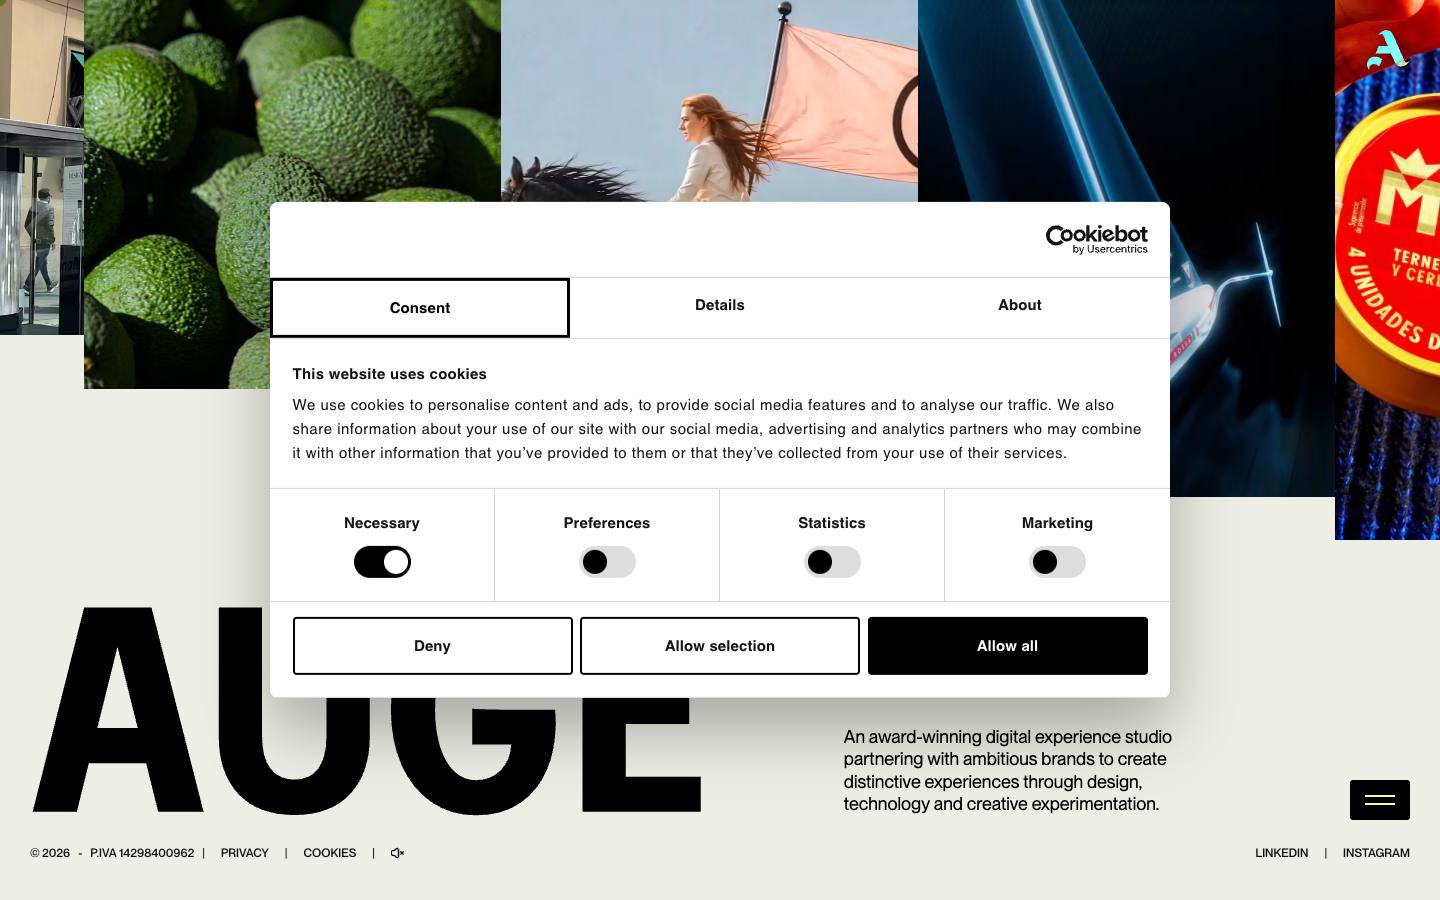 A
TERNE
Y CERE
4 UNIDADES D
Cookiebot
by Usercentrics
Consent
Details
About
This website uses cookies
We use cookies to personalise content and ads, to provide social media features and to analyse our traffic. We also
share information about your use of our site with our social media, advertising and analytics partners who may combine
it with other information that you’ve provided to them or that they’ve collected from your use of their services.
Necessary
Preferences
Statistics
Marketing
Deny
Allow selection
Allow all
AUGE
An award-winning digital experience studio
partnering with ambitious brands to create
distinctive experiences through design,
technology and creative experimentation.
© 2026 - P.IVA 14298400962 | PRIVACY | COOKIES |
LINKEDIN | INSTAGRAM